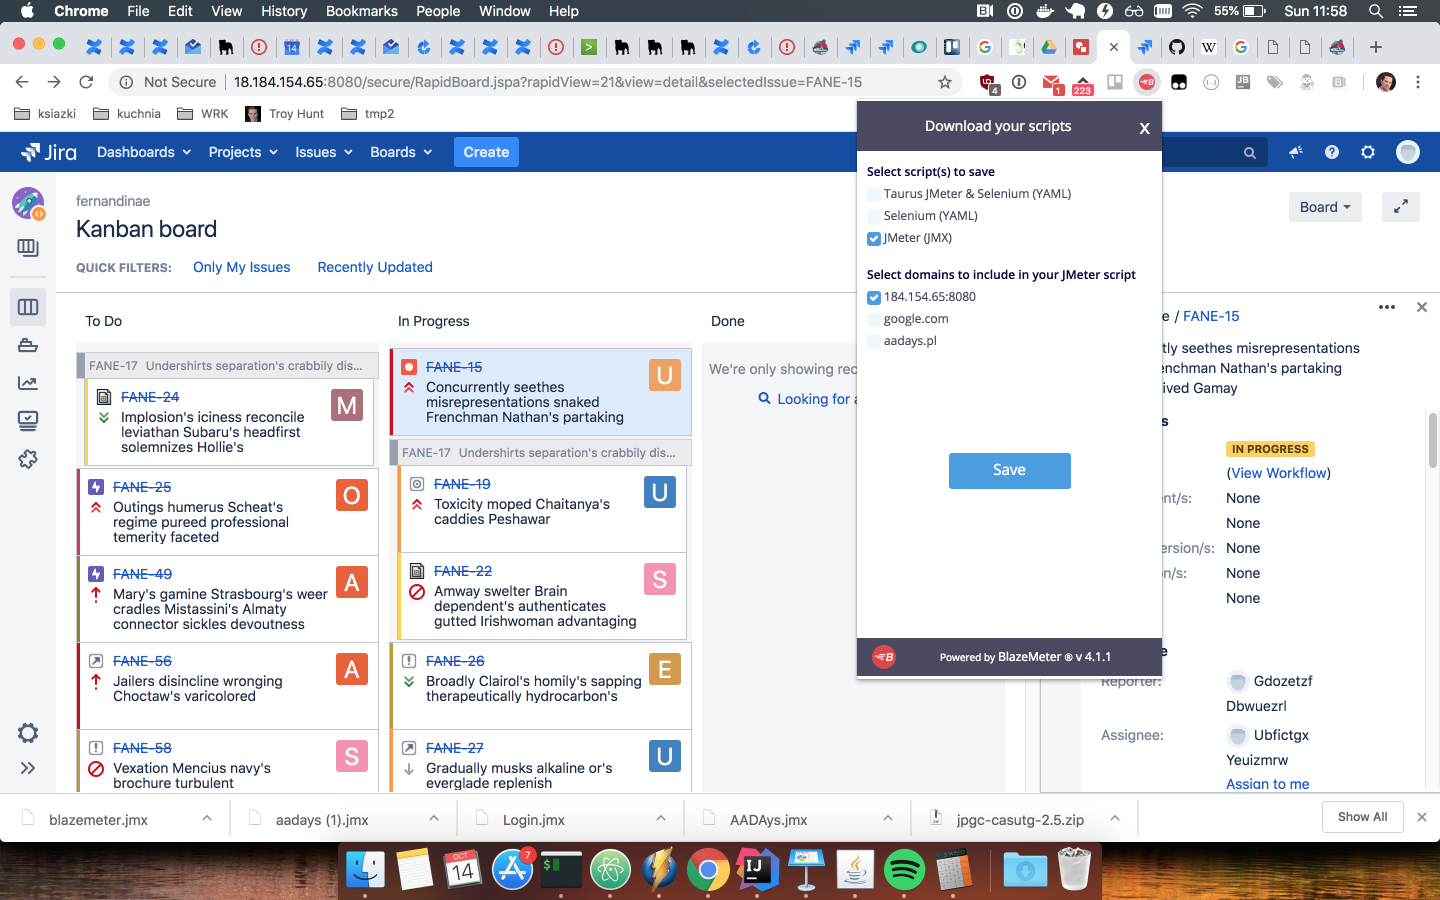 Chrome File Edit View History Bookmarks People Window Help 55% Sun 11:58
Not Secure 18.184.154.65:8080/secure/RapidBoard.jspa?rapidView=21&view=detail&selectedIssue=FANE-15
ksiazki kuchnia WRK Troy Hunt tmp2
Jira Dashboards Projects Issues Boards Create
Download your scripts X
Select script(s) to save
Taurus JMeter & Selenium (YAML)
Selenium (YAML)
JMeter (JMX)
Select domains to include in your JMeter script
184.154.65:8080
google.com
aadays.pl
Save
Powered by BlazeMeter ® v 4.1.1
fernandinae
Kanban board
Board
QUICK FILTERS: Only My Issues Recently Updated
To Do
FANE-17 Undershirts separation's crabbily dis...
FANE-24
M
Implosion's iciness reconcile
leviathan Subaru's headfirst
solemnizes Hollie's
FANE-25
O
Outings humerus Scheat's
regime pureed professional
temerity faceted
FANE-49
A
Mary's gamine Strasbourg's weer
cradles Mistassini's Almaty
connector sickles devoutness
FANE-56
A
Jailers disincline wronging
Choctaw's varicolored
FANE-58
S
Vexation Mencius navy's
brochure turbulent
In Progress
FANE-15
U
Concurrently seethes
misrepresentations snaked
Frenchman Nathan's partaking
FANE-17 Undershirts separation's crabbily dis...
FANE-19
U
Toxicity moped Chaitanya's
caddies Peshawar
FANE-22
S
Amway swelter Brain
dependent's authenticates
gutted Irishwoman advantaging
FANE-26
E
Broadly Clairol's homily's sapping
therapeutically hydrocarbon's
FANE-27
U
Gradually musks alkaline or's
everglade replenish
Done
We're only showing rec
Looking for a
e / FANE-15
tly seethes misrepresentations
enchman Nathan's partaking
ived Gamay
s
IN PROGRESS
(View Workflow)
ent/s: None
None
ersion/s: None
n/s: None
None
e
Reporter: Gdozetzf
Dbwuezrl
Assignee: Ubfictgx
Yeuizmrw
Assign to me
blazemeter.jmx aadays (1).jmx Login.jmx AADAys.jmx jpgc-casutg-2.5.zip Show All
OCT
14
7